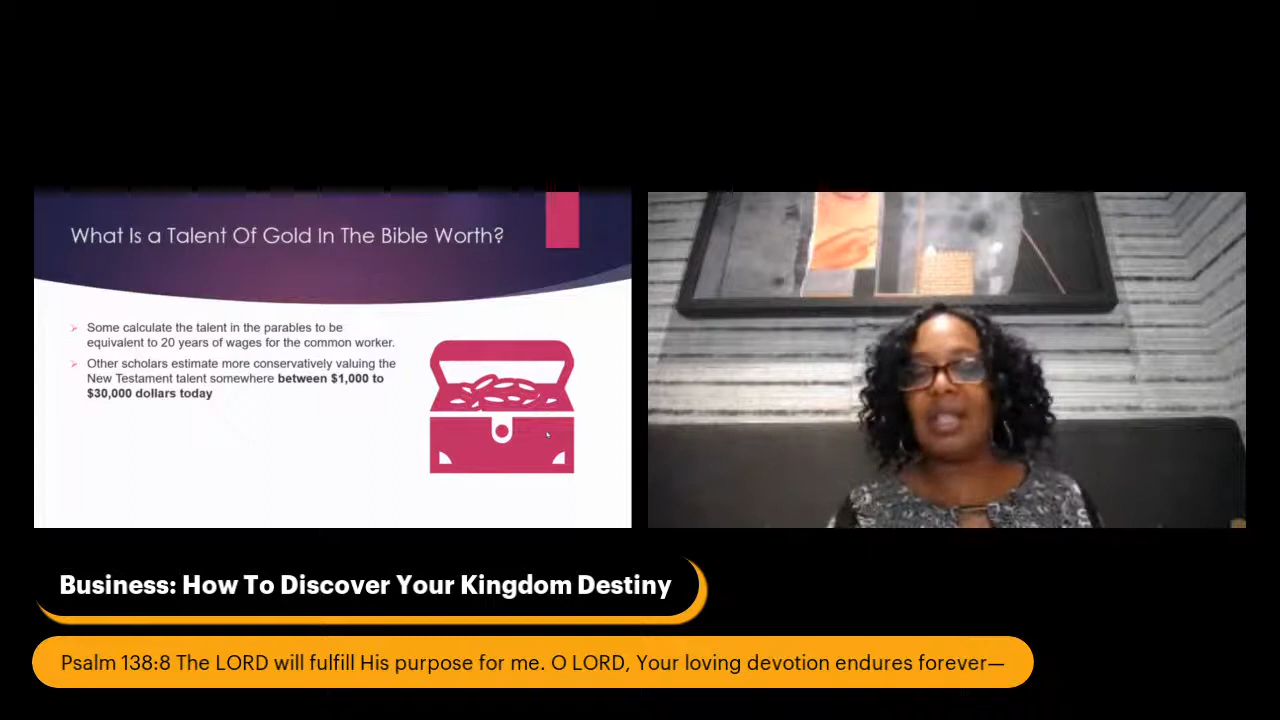 What Is a Talent Of Gold In The Bible Worth?
Some calculate the talent in the parables to be
equivalent to 20 years of wages for the common worker.
Other scholars estimate more conservatively valuing the
New Testament talent somewhere between $1,000 to
$30,000 dollars today
Business: How To Discover Your Kingdom Destiny
Psalm 138:8 The LORD will fulfill His purpose for me. O LORD, Your loving devotion endures forever—